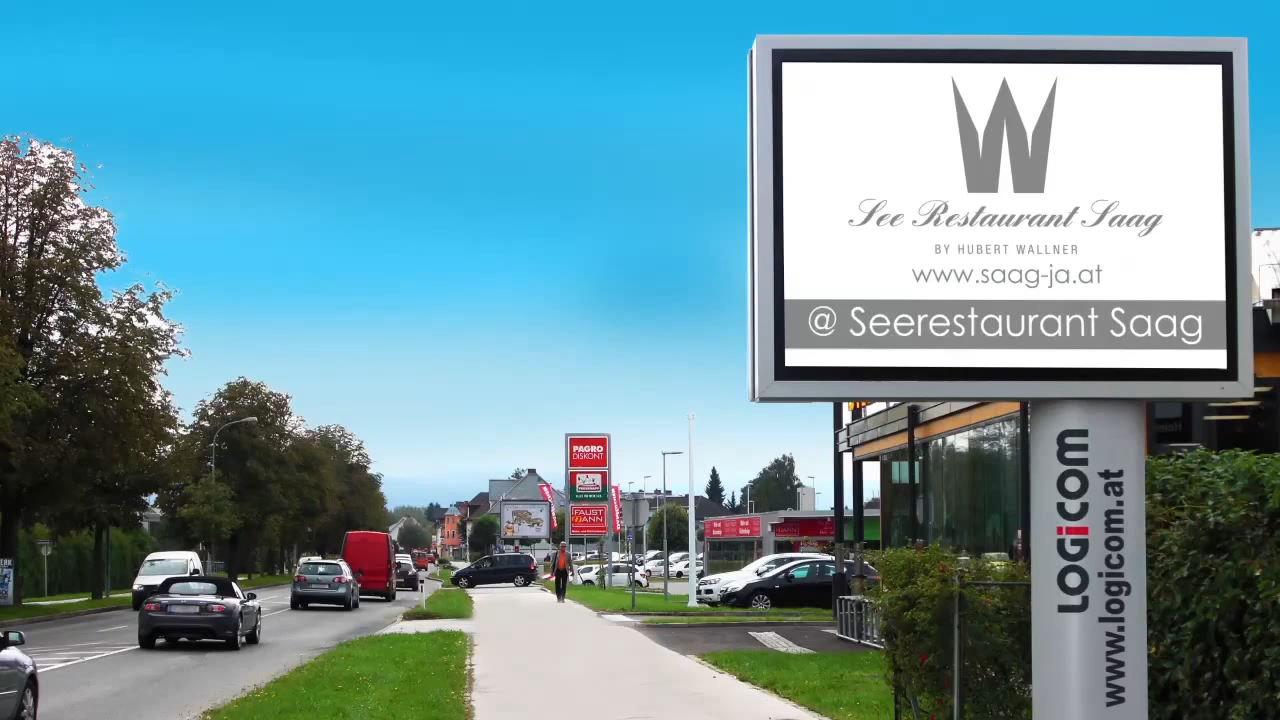 W
See Restaurant Saag
BY HUBERT WALLNER
www.saag-ja.at
@ Seerestaurant Saag
LOGiCOM
www.logicom.at
PAGRO
DISKONT
FAUST
MANN